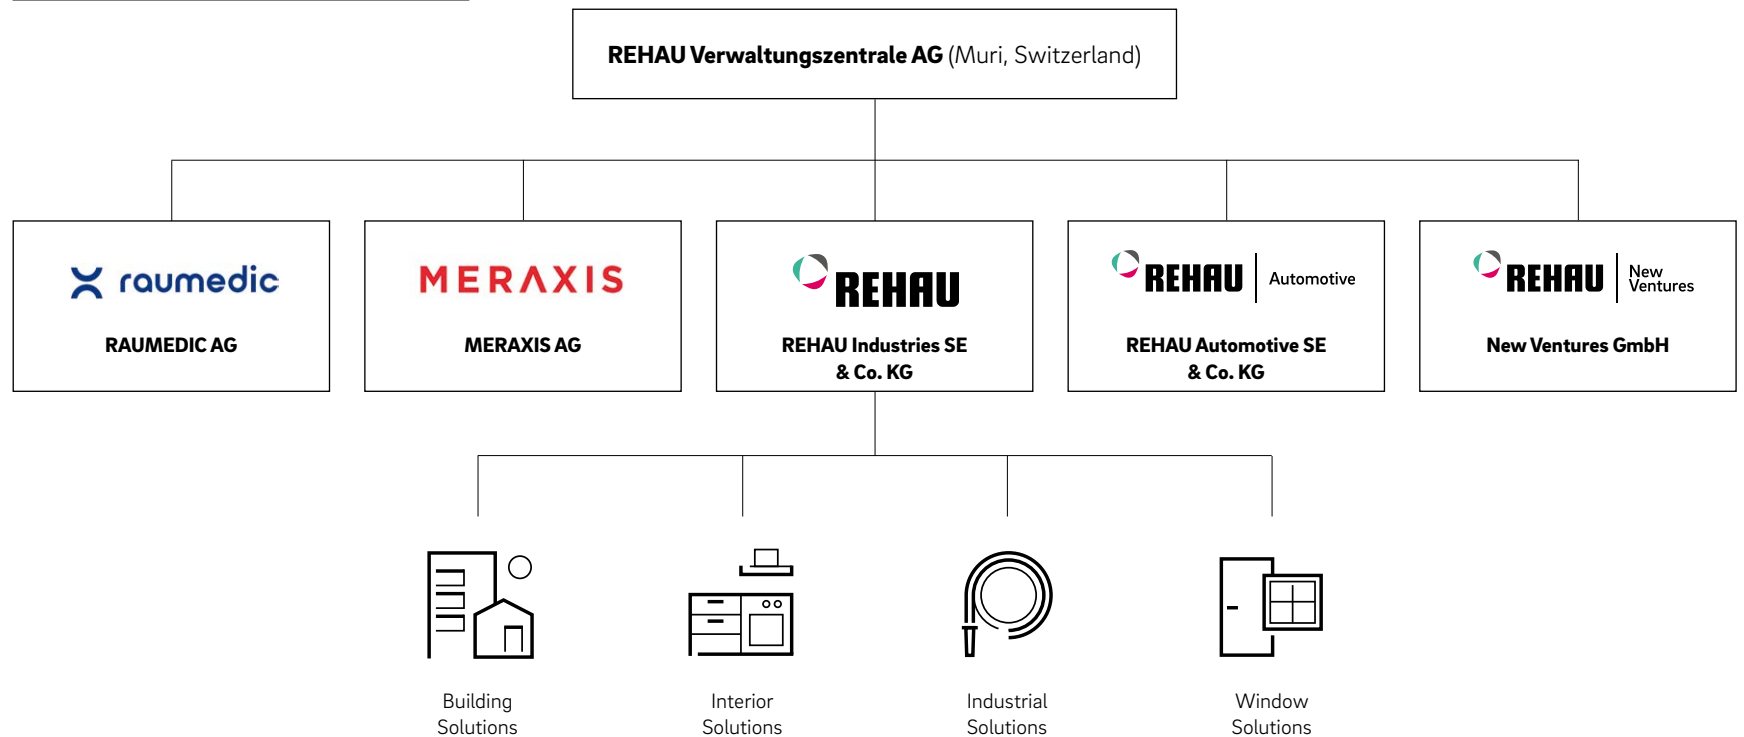 REHAU Verwaltungszentrale AG (Muri, Switzerland)
raumedic
RAUMEDIC AG
MERAXIS
MERAXIS AG
REHAU
REHAU Industries SE
& Co. KG
REHAU Automotive
REHAU Automotive SE
& Co. KG
REHAU New
Ventures
New Ventures GmbH
Building
Solutions
Interior
Solutions
Industrial
Solutions
Window
Solutions